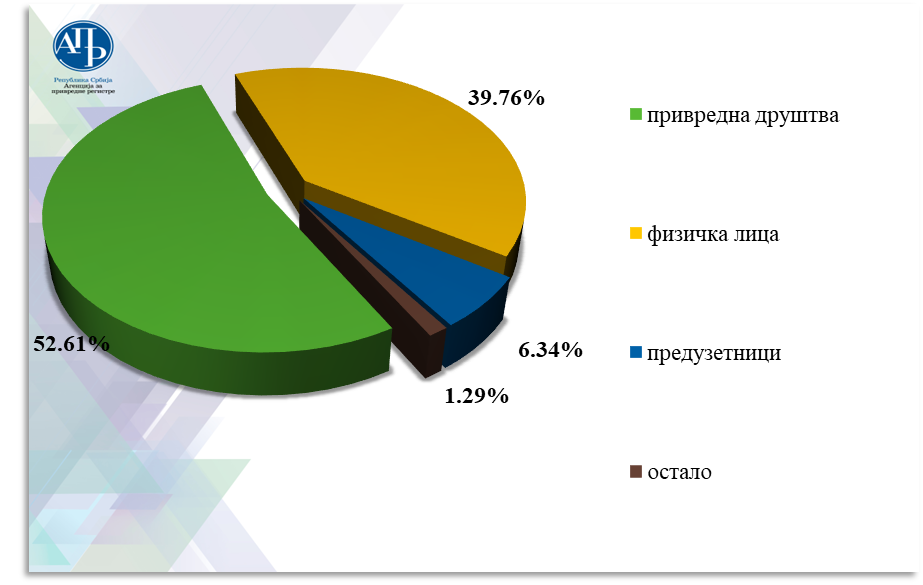 АПР
Република Србија
Агенција за
привредне регистре
39.76%
52.61%
6.34%
1.29%
привредна друштва
физичка лица
предузетници
остало